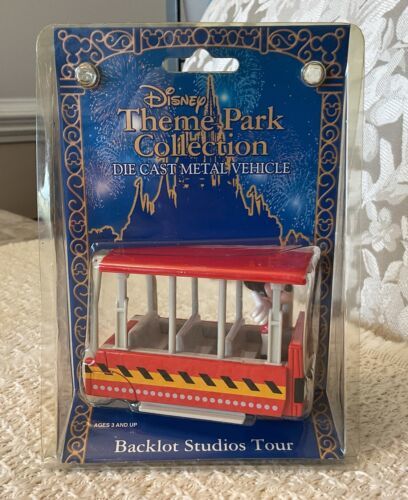 Disney
Theme Park
Collection
DIE CAST METAL VEHICLE
AGES 3 AND UP
Backlot Studios Tour